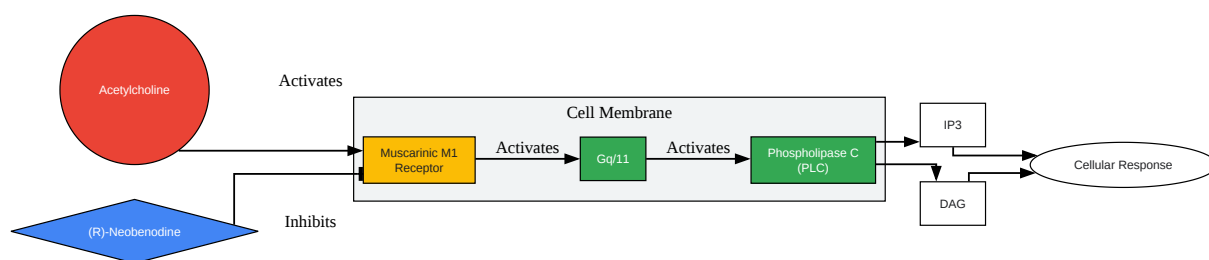 Acetylcholine
Activates
Cell Membrane
Muscarinic M1
Receptor
Activates
Gq/11
Activates
Phospholipase C
(PLC)
IP3
DAG
Cellular Response
(R)-Neobenodine
Inhibits